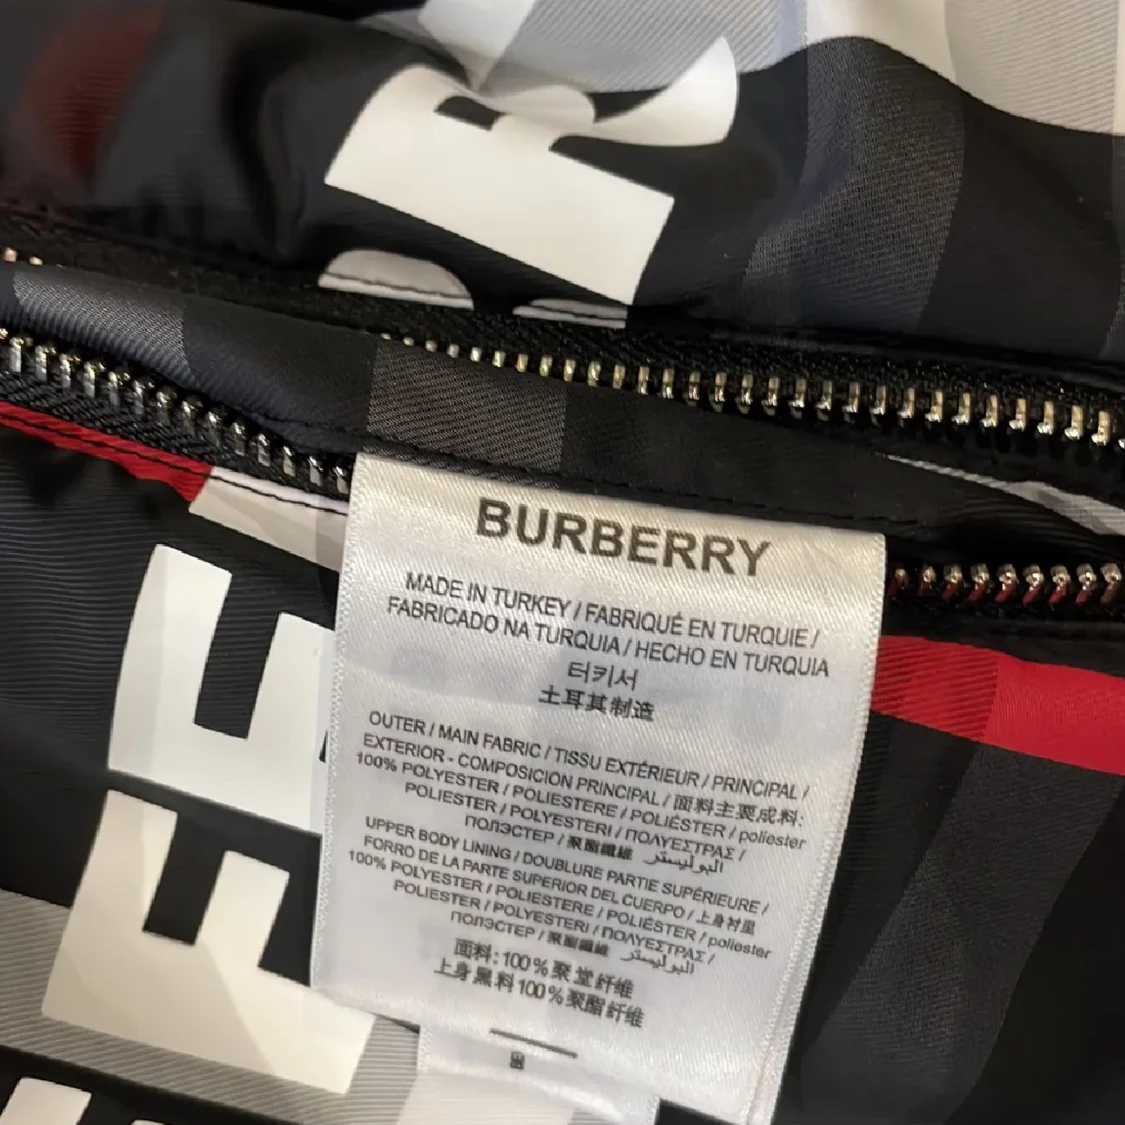 R
BURBERRY
MADE IN TURKEY / FABRIQUÉ EN TURQUIE /
FABRICADO NA TURQUIA / HECHO EN TURQUIA
터키서
土耳其制造
OUTER / MAIN FABRIC / TISSU EXTÉRIEUR / PRINCIPAL /
EXTERIOR - COMPOSICION PRINCIPAL / 面料主要成料:
100% POLYESTER / POLIESTERE / POLIÉSTER / poliester
POLIESTER / POLYESTERI / ΠΟΛΥΕΣΤΡΑΣ /
ПОЛЭСТЕР / 聚酯纖維 البوليستر
UPPER BODY LINING / DOUBLURE PARTIE SUPÉRIEURE /
FORRO DE LA PARTE SUPERIOR DEL CUERPO / 上身衬里
100% POLYESTER / POLIESTERE / POLIÉSTER / poliester
POLIESTER / POLYESTERI / ΠΟΛΥΕΣΤΡΑΣ /
ПОЛЭСТЕР / 聚酯纖維 البوليستر
面料:100%聚堂纤维
上身黑料100%聚酯纤维
E
E